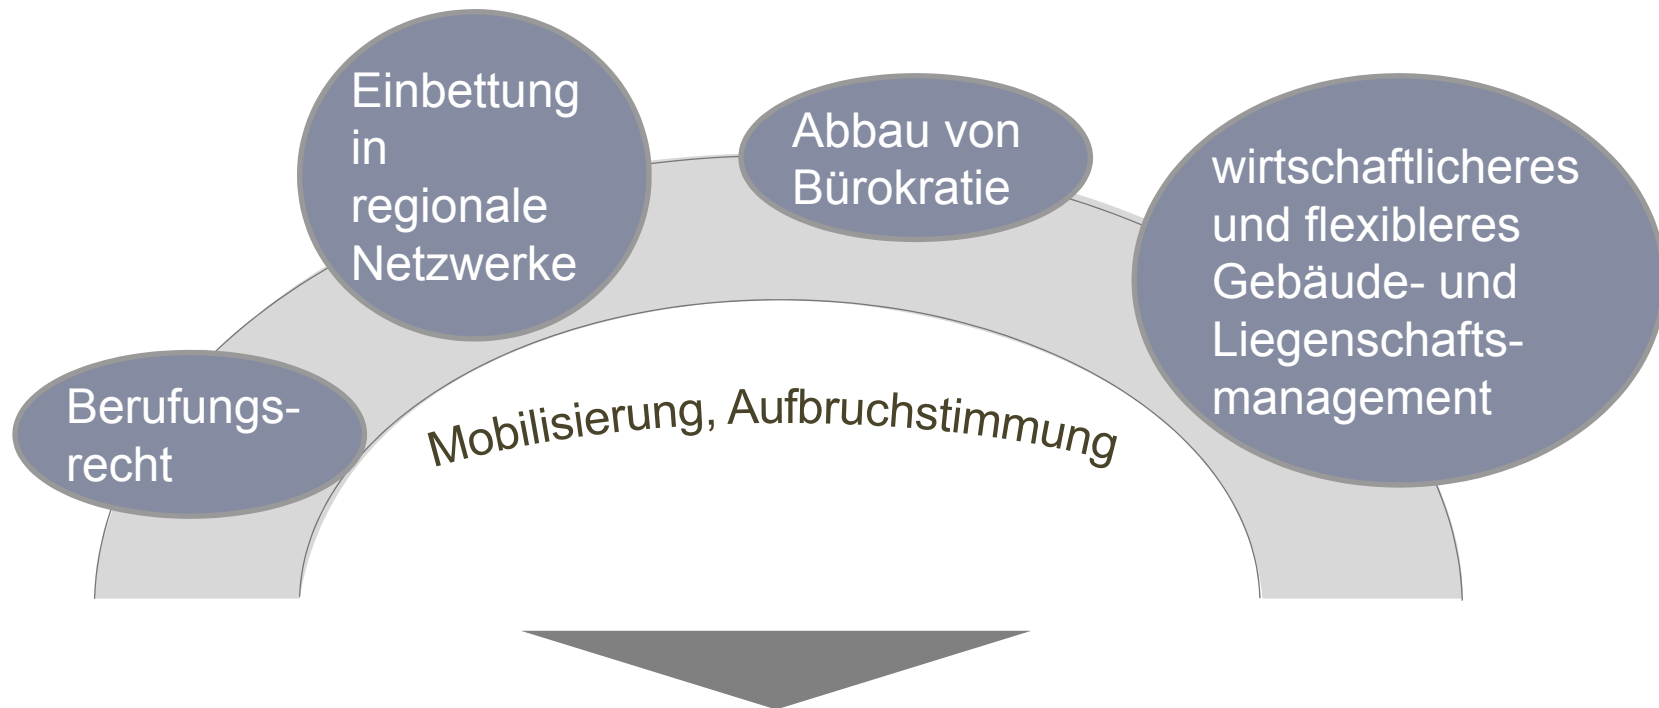 Einbettung
in
regionale
Netzwerke
Abbau von
Bürokratie
wirtschaftlicheres
und flexibleres
Gebäude- und
Liegenschafts-
management
Berufungs-
recht
Mobilisierung, Aufbruchstimmung